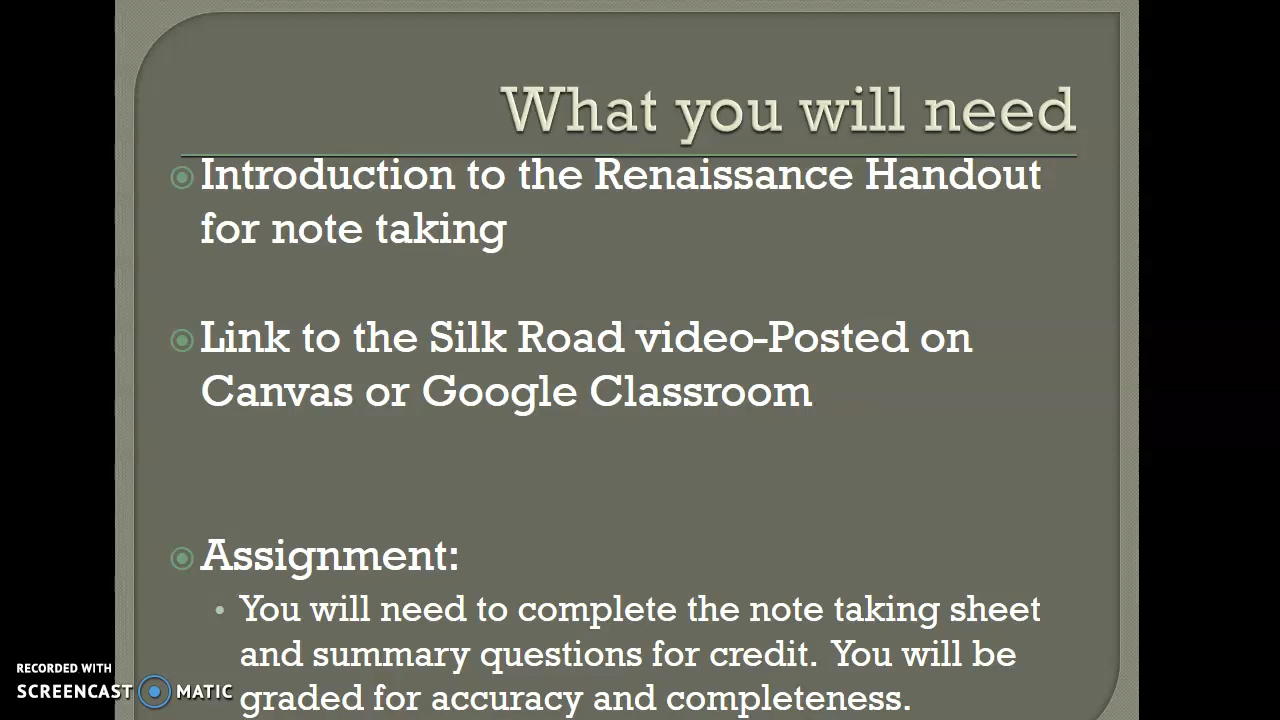 What you will need
Introduction to the Renaissance Handout
for note taking
Link to the Silk Road video-Posted on
Canvas or Google Classroom
Assignment:
You will need to complete the note taking sheet
and summary questions for credit. You will be
graded for accuracy and completeness.
RECORDED WITH
SCREENCAST MATIC